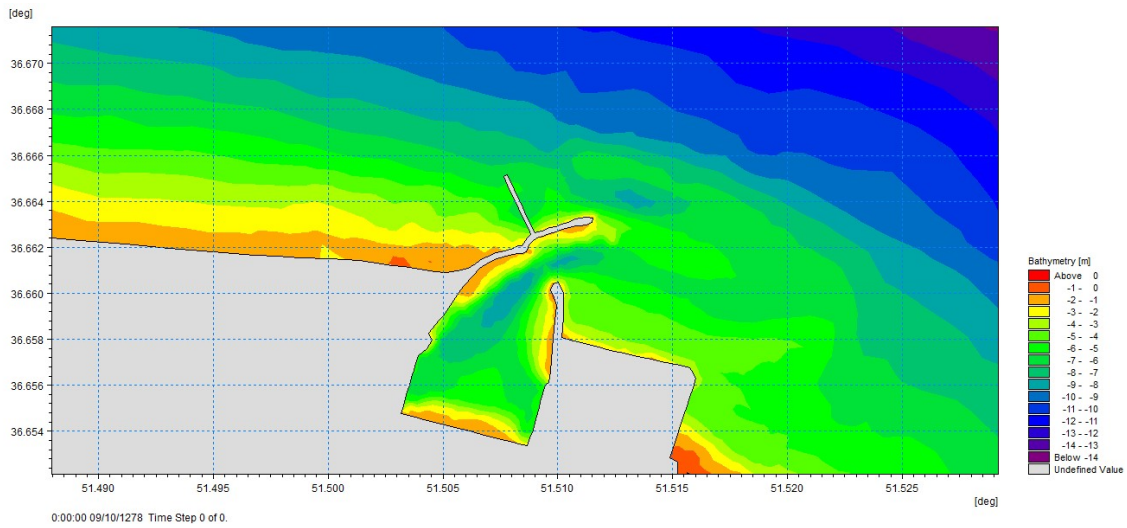 [deg]
36.670
36.668
36.666
36.664
36.662
36.660
36.658
36.656
36.654
51.490 51.495 51.500 51.505 51.510 51.515 51.520 51.525
[deg]
0:00:00 09/10/1278 Time Step 0 of 0.
Bathymetry [m]
Above 0
-1 - 0
-2 - -1
-3 - -2
-4 - -3
-5 - -4
-6 - -5
-7 - -6
-8 - -7
-9 - -8
-10 - -9
-11 - -10
-12 - -11
-13 - -12
-14 - -13
Below -14
Undefined Value